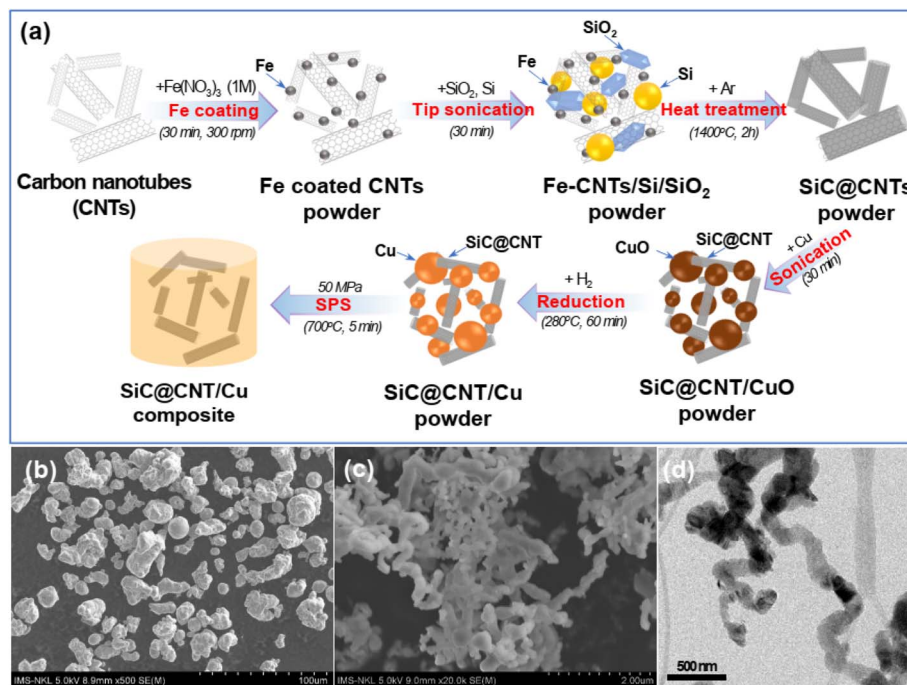 (a)
Fe
+Fe(NO₃)₃ (1M)
Fe coating
(30 min, 300 rpm)
+SiO₂, Si
Tip sonication
(30 min)
SiO₂
Fe
Si
+ Ar
Heat treatment
(1400°C, 2h)
Carbon nanotubes
(CNTs)
Fe coated CNTs
powder
Fe-CNTs/Si/SiO₂
powder
SiC@CNTs
powder
+ Cu
Sonication
(30 min)
CuO
SiC@CNT
+ H₂
Reduction
(280°C, 60 min)
Cu
SiC@CNT
50 MPa
SPS
(700°C, 5 min)
SiC@CNT/Cu
composite
SiC@CNT/Cu
powder
SiC@CNT/CuO
powder
(b)
IMS-NKL 5.0kV 8.9mm x500 SE(M)
100um
(c)
IMS-NKL 5.0kV 9.0mm x20.0k SE(M)
2.00um
(d)
500 nm